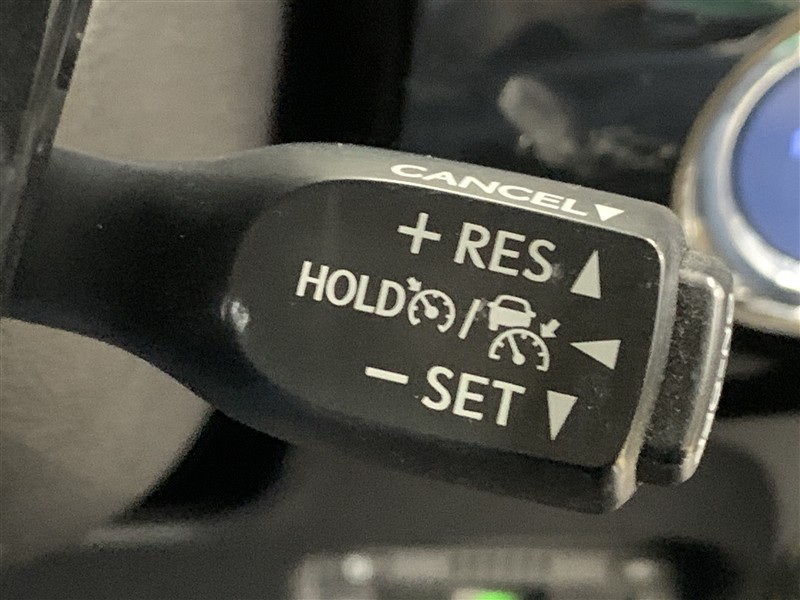 CANCEL
+ RES
HOLD /
- SET